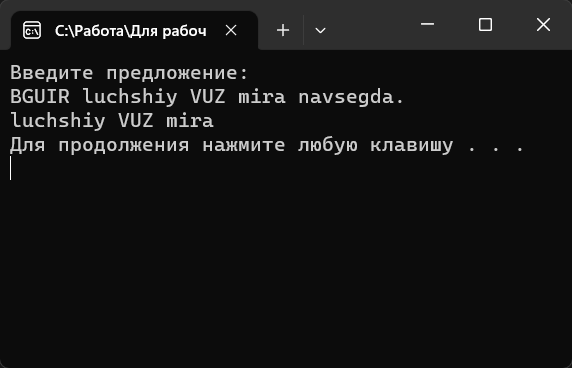 C:\Работа\Для рабоч
Введите предложение:
BGUIR luchshiy VUZ mira navsegda.
luchshiy VUZ mira
Для продолжения нажмите любую клавишу . . .